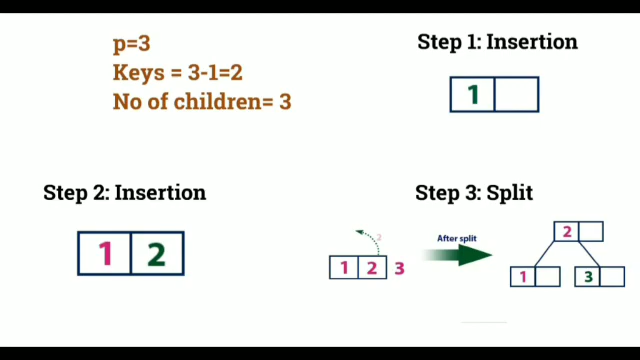 p=3
Keys = 3-1=2
No of children= 3
Step 1: Insertion
1
Step 2: Insertion
1 2
Step 3: Split
2
1 2 3
After split
2
1 3